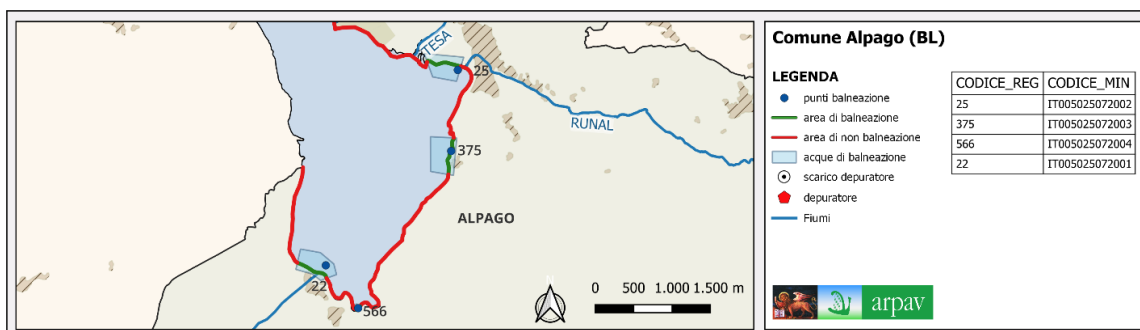 TESA
25
RUNAL
375
ALPAGO
22
566
N
0 500 1.000 1.500 m
Comune Alpago (BL)
LEGENDA
punti balneazione
area di balneazione
area di non balneazione
acque di balneazione
scarico depuratore
depuratore
Fiumi
CODICE_REG CODICE_MIN
25 IT005025072002
375 IT005025072003
566 IT005025072004
22 IT005025072001
arpav